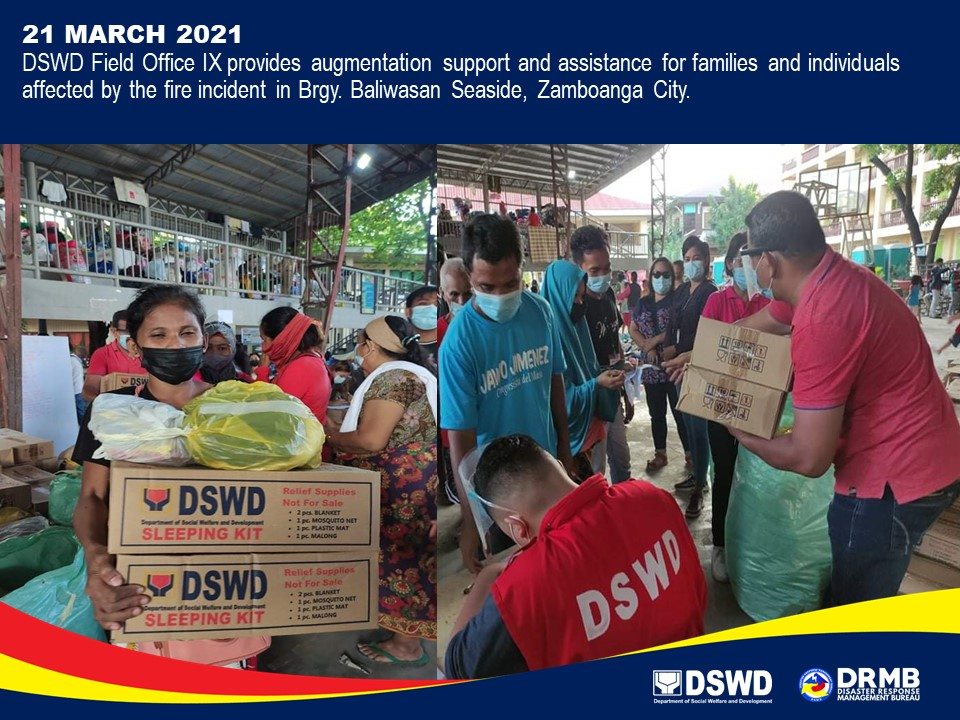 21 MARCH 2021
DSWD Field Office IX provides augmentation support and assistance for families and individuals
affected by the fire incident in Brgy. Baliwasan Seaside, Zamboanga City.
DSWD
DSWD
Department of Social Welfare and Development
SLEEPING KIT
Relief Supplies
Not For Sale
• 2 pcs. BLANKET
• 1 pc. MOSQUITO NET
• 1 pc. PLASTIC MAT
• 1 pc. MALONG
DSWD
Department of Social Welfare and Development
SLEEPING KIT
Relief Supplies
Not For Sale
• 2 pcs. BLANKET
• 1 pc. MOSQUITO NET
• 1 pc. PLASTIC MAT
• 1 pc. MALONG
JIMENEZ
DSWD
DSWD
Department of Social Welfare and Development
DRMB
DISASTER RESPONSE
MANAGEMENT BUREAU